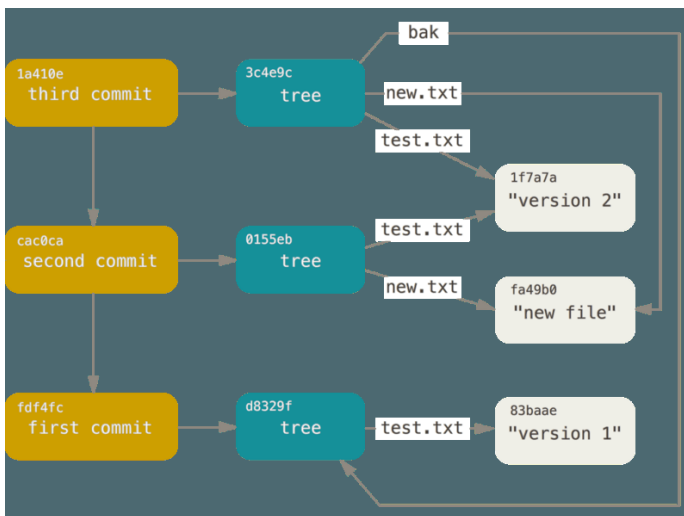 bak
1a410e
third commit
3c4e9c
tree
new.txt
test.txt
1f7a7a
"version 2"
cac0ca
second commit
0155eb
tree
test.txt
new.txt
fa49b0
"new file"
fdf4fc
first commit
d8329f
tree
test.txt
83baae
"version 1"